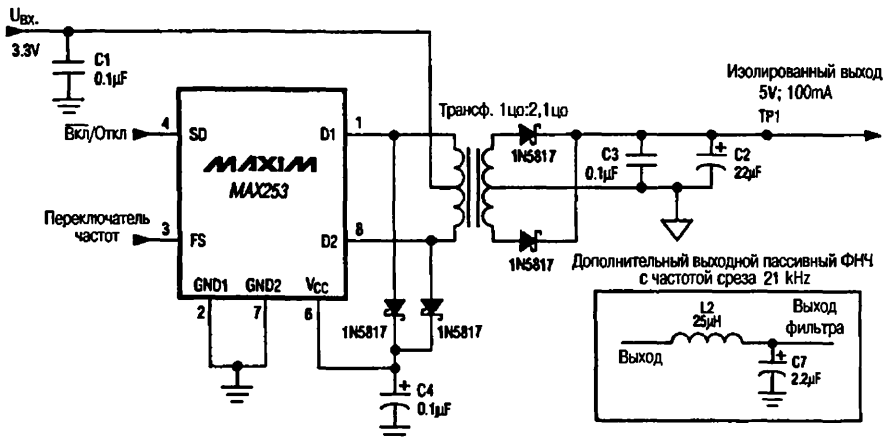 Uвх.
3.3V
C1
0.1µF
4
Вкл/Откл
SD
D1
1
MAXIM
MAX253
Переключатель
частот
3
FS
D2
8
GND1
GND2
Vcc
2
7
6
1N5817
1N5817
C4
0.1µF
Трансф. 1цо:2,1цо
1N5817
1N5817
C3
0.1µF
C2
22µF
Изолированный выход
5V; 100mA
TP1
Дополнительный выходной пассивный ФНЧ
с частотой среза 21 kHz
L2
25µH
Выход
фильтра
Выход
C7
2.2µF